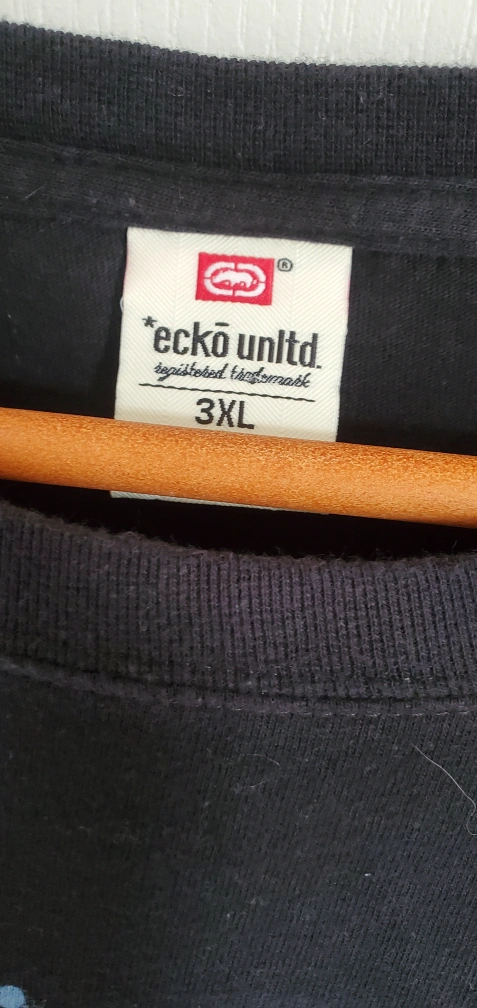 ®
*eckō unltd.
registered trademark
3XL